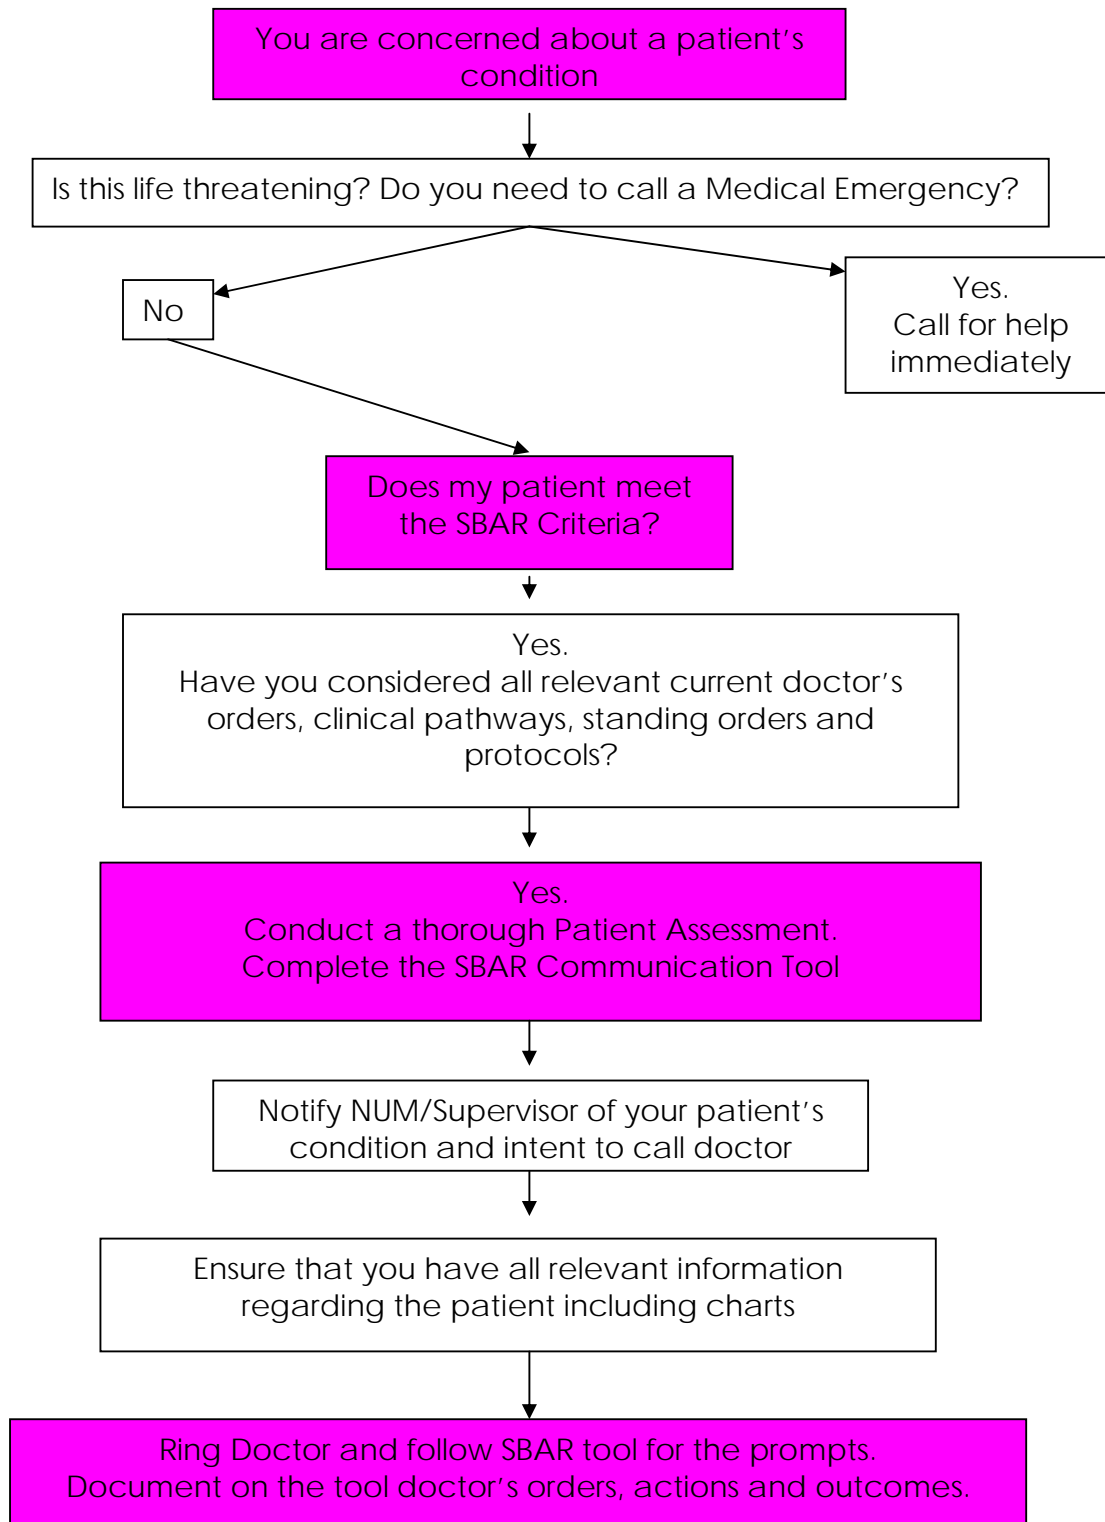 You are concerned about a patient’s
condition
Is this life threatening? Do you need to call a Medical Emergency?
No
Yes.
Call for help
immediately
Does my patient meet
the SBAR Criteria?
Yes.
Have you considered all relevant current doctor’s
orders, clinical pathways, standing orders and
protocols?
Yes.
Conduct a thorough Patient Assessment.
Complete the SBAR Communication Tool
Notify NUM/Supervisor of your patient’s
condition and intent to call doctor
Ensure that you have all relevant information
regarding the patient including charts
Ring Doctor and follow SBAR tool for the prompts.
Document on the tool doctor’s orders, actions and outcomes.